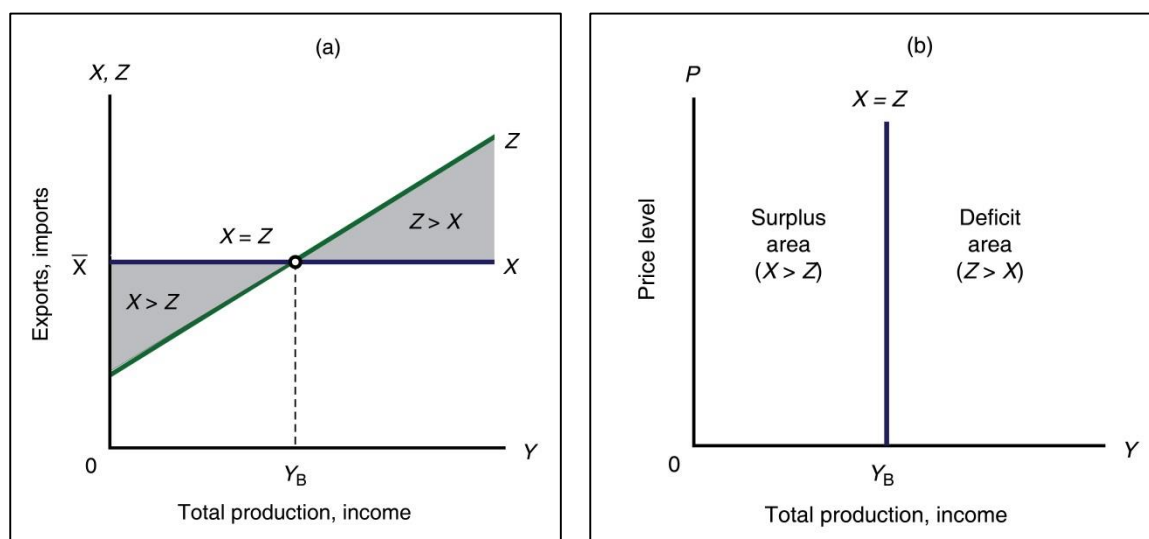 (a)
X, Z
Z
Z > X
X = Z
X̅
X
X > Z
Exports, imports
0
Y_B
Y
Total production, income
(b)
P
X = Z
Surplus
area
(X > Z)
Deficit
area
(Z > X)
Price level
0
Y_B
Y
Total production, income